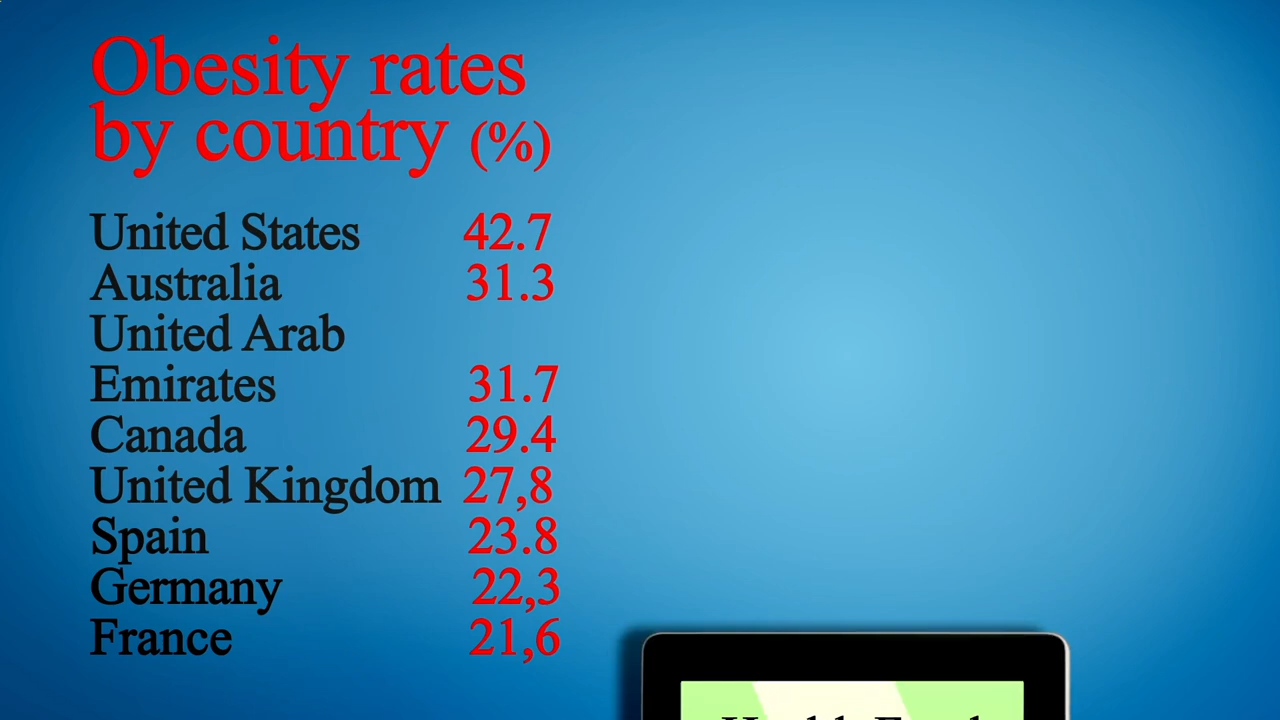 Obesity rates
by country (%)
United States 42.7
Australia 31.3
United Arab
Emirates 31.7
Canada 29.4
United Kingdom 27,8
Spain 23.8
Germany 22,3
France 21,6